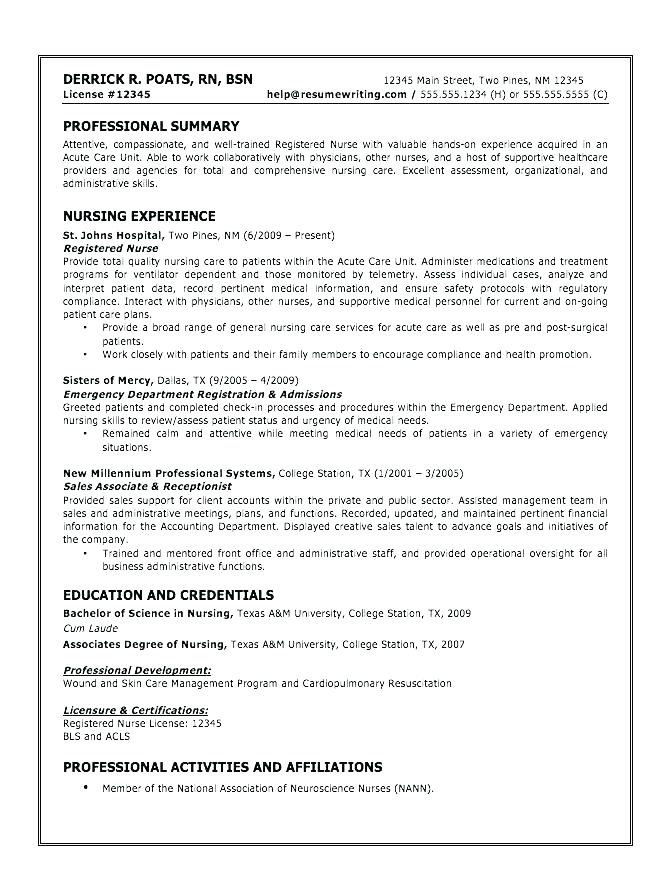 DERRICK R. POATS, RN, BSN 12345 Main Street, Two Pines, NM 12345
License #12345 help@resumewriting.com / 555.555.1234 (H) or 555.555.5555 (C)
PROFESSIONAL SUMMARY
Attentive, compassionate, and well-trained Registered Nurse with valuable hands-on experience acquired in an
Acute Care Unit. Able to work collaboratively with physicians, other nurses, and a host of supportive healthcare
providers and agencies for total and comprehensive nursing care. Excellent assessment, organizational, and
administrative skills.
NURSING EXPERIENCE
St. Johns Hospital, Two Pines, NM (6/2009 – Present)
Registered Nurse
Provide total quality nursing care to patients within the Acute Care Unit. Administer medications and treatment
programs for ventilator dependent and those monitored by telemetry. Assess individual cases, analyze and
interpret patient data, record pertinent medical information, and ensure safety protocols with regulatory
compliance. Interact with physicians, other nurses, and supportive medical personnel for current and on-going
patient care plans.
• Provide a broad range of general nursing care services for acute care as well as pre and post-surgical
patients.
• Work closely with patients and their family members to encourage compliance and health promotion.
Sisters of Mercy, Dallas, TX (9/2005 – 4/2009)
Emergency Department Registration & Admissions
Greeted patients and completed check-in processes and procedures within the Emergency Department. Applied
nursing skills to review/assess patient status and urgency of medical needs.
• Remained calm and attentive while meeting medical needs of patients in a variety of emergency
situations.
New Millennium Professional Systems, College Station, TX (1/2001 – 3/2005)
Sales Associate & Receptionist
Provided sales support for client accounts within the private and public sector. Assisted management team in
sales and administrative meetings, plans, and functions. Recorded, updated, and maintained pertinent financial
information for the Accounting Department. Displayed creative sales talent to advance goals and initiatives of
the company.
• Trained and mentored front office and administrative staff, and provided operational oversight for all
business administrative functions.
EDUCATION AND CREDENTIALS
Bachelor of Science in Nursing, Texas A&M University, College Station, TX, 2009
Cum Laude
Associates Degree of Nursing, Texas A&M University, College Station, TX, 2007
Professional Development:
Wound and Skin Care Management Program and Cardiopulmonary Resuscitation
Licensure & Certifications:
Registered Nurse License: 12345
BLS and ACLS
PROFESSIONAL ACTIVITIES AND AFFILIATIONS
• Member of the National Association of Neuroscience Nurses (NANN).